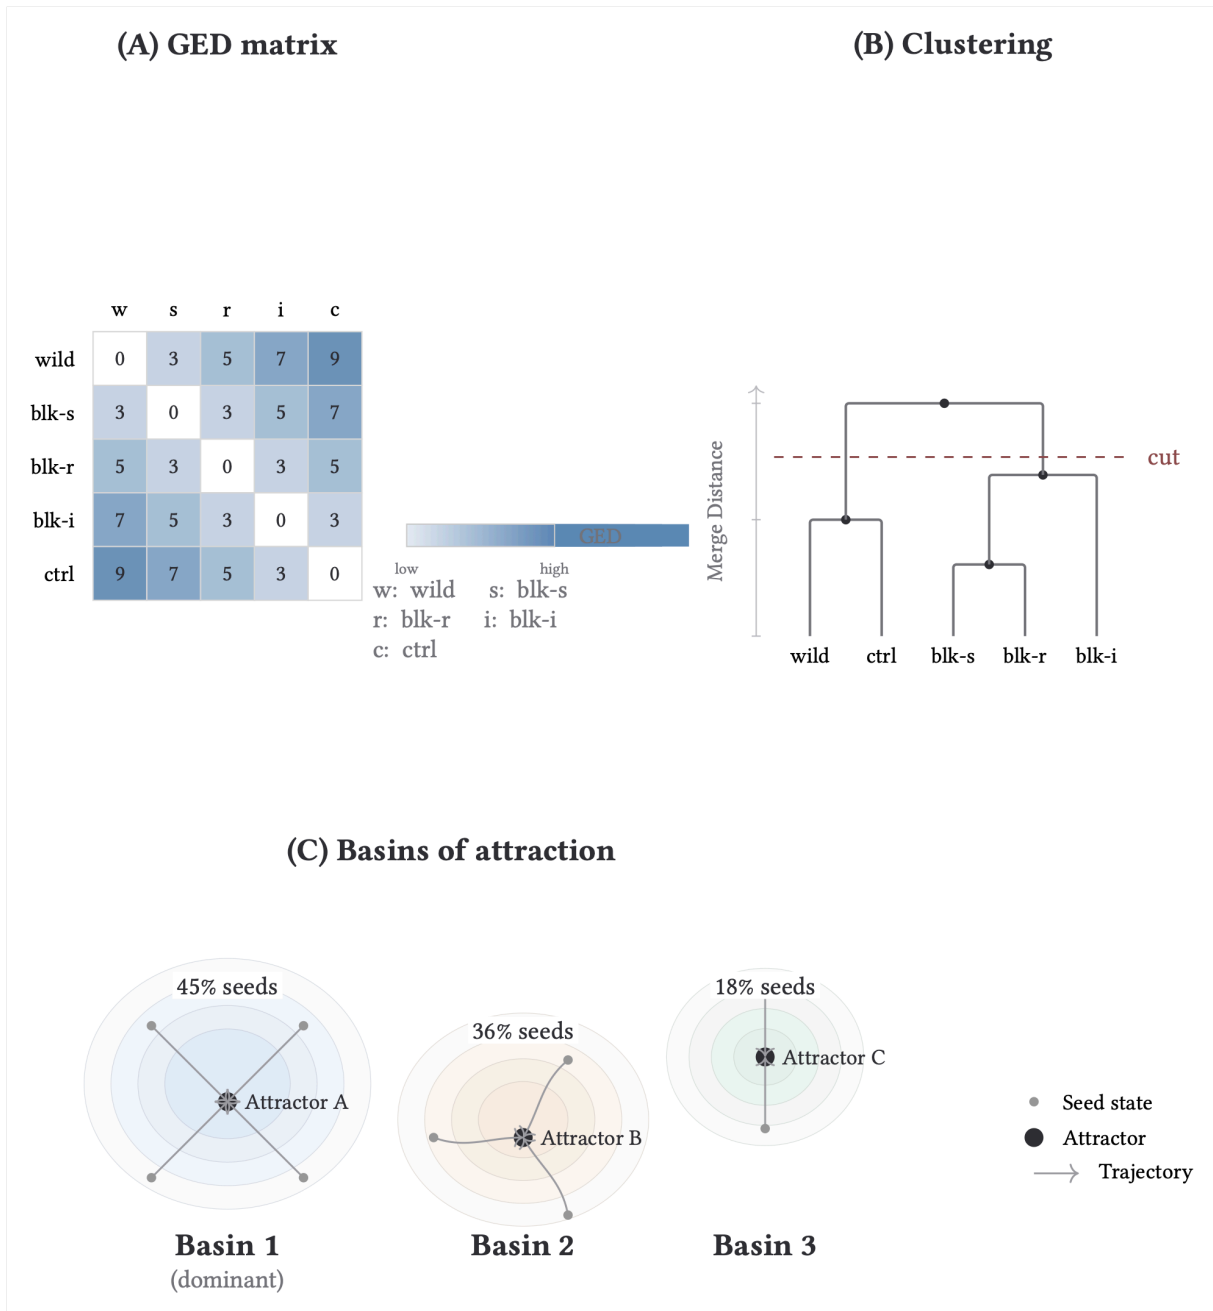 (A) GED matrix
(B) Clustering
w s r i c
wild 0 3 5 7 9
blk-s 3 0 3 5 7
blk-r 5 3 0 3 5
blk-i 7 5 3 0 3
ctrl 9 7 5 3 0
GED
low high
w: wild s: blk-s
r: blk-r i: blk-i
c: ctrl
Merge Distance
cut
wild ctrl blk-s blk-r blk-i
(C) Basins of attraction
45% seeds
Attractor A
Basin 1
(dominant)
36% seeds
Attractor B
Basin 2
18% seeds
Attractor C
Basin 3
Seed state
Attractor
Trajectory